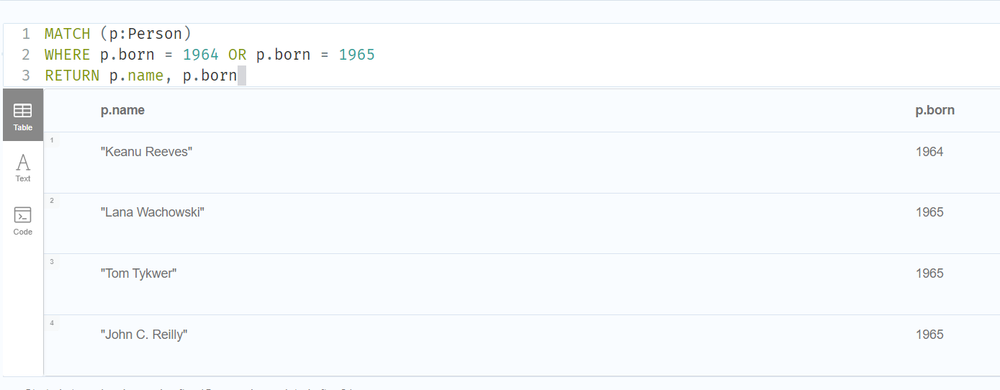 1 MATCH (p:Person)
2 WHERE p.born = 1964 OR p.born = 1965
3 RETURN p.name, p.born
p.name p.born
Table
1
"Keanu Reeves" 1964
Text
2
"Lana Wachowski" 1965
Code
3
"Tom Tykwer" 1965
4
"John C. Reilly" 1965